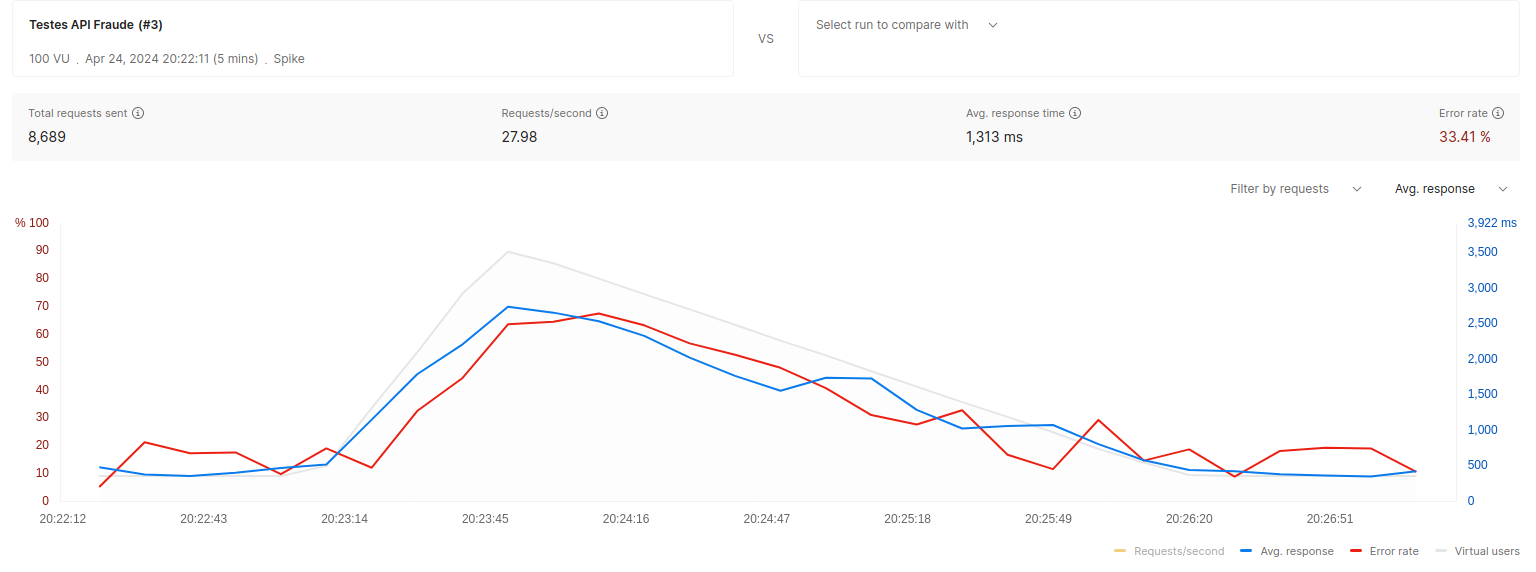 Testes API Fraude (#3)
100 VU . Apr 24, 2024 20:22:11 (5 mins) . Spike
VS
Select run to compare with
Total requests sent
8,689
Requests/second
27.98
Avg. response time
1,313 ms
Error rate
33.41 %
Filter by requests
Avg. response
% 100
90
80
70
60
50
40
30
20
10
0
3,922 ms
3,500
3,000
2,500
2,000
1,500
1,000
500
0
20:22:12 20:22:43 20:23:14 20:23:45 20:24:16 20:24:47 20:25:18 20:25:49 20:26:20 20:26:51
Requests/second Avg. response Error rate Virtual users